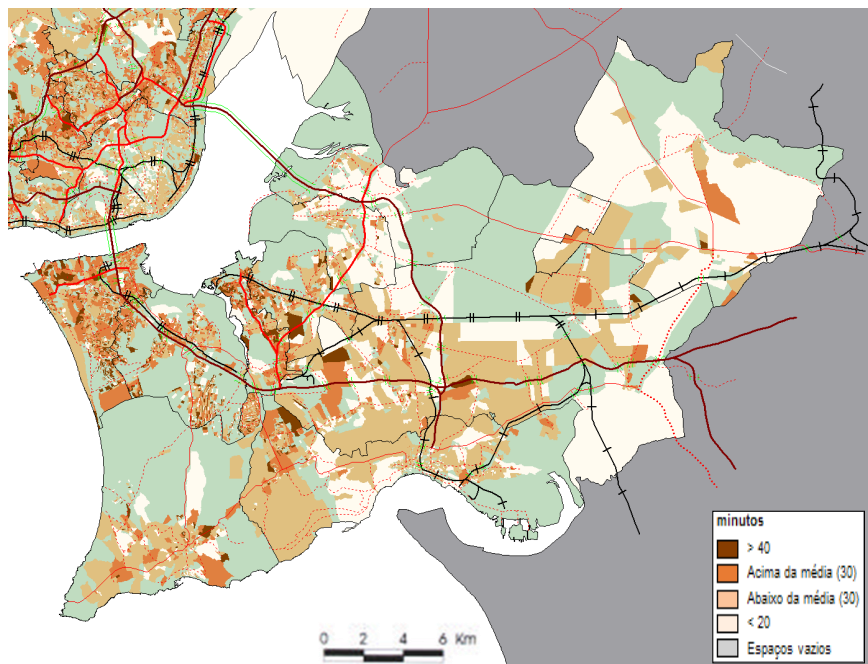 minutos
> 40
Acima da média (30)
Abaixo da média (30)
< 20
Espaços vazios
0 2 4 6 Km